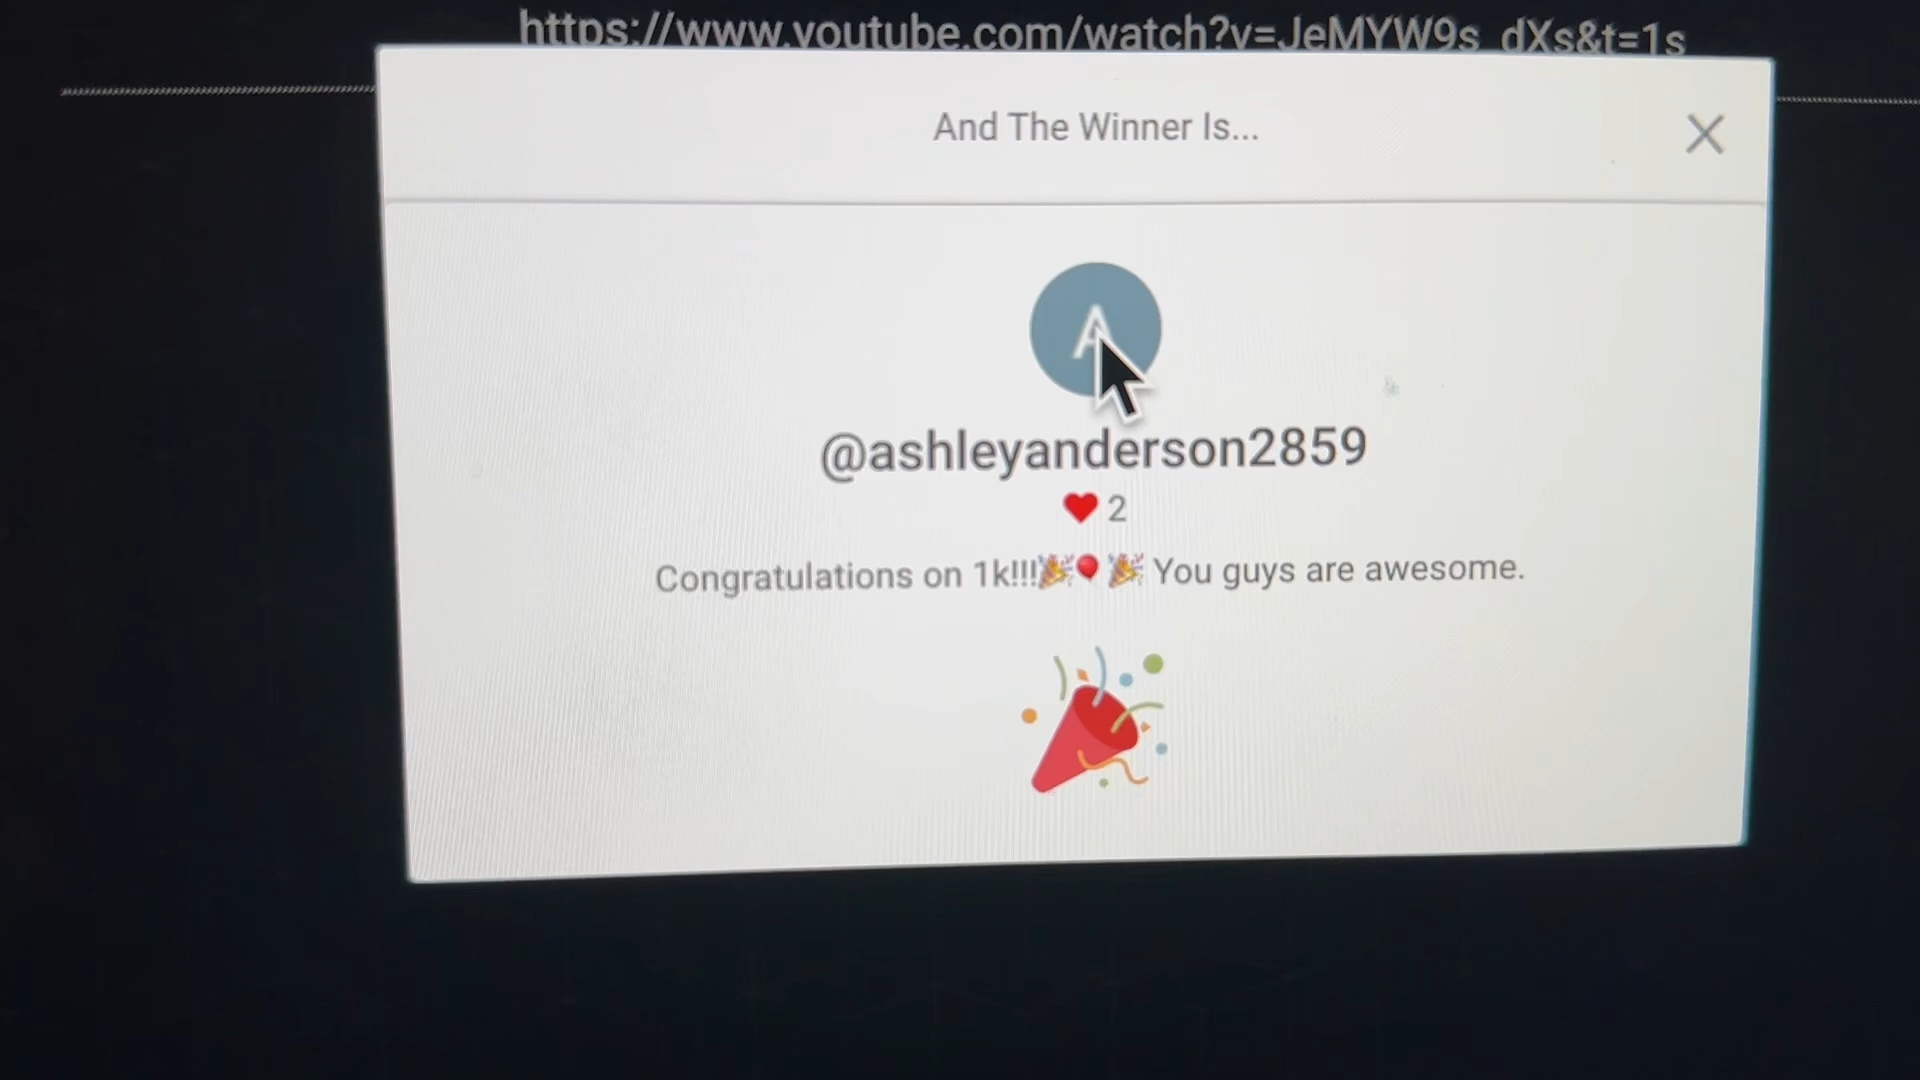 https://www.youtube.com/watch?v=JeMYW9s_dXs&t=1s
And The Winner Is...
A
@ashleyanderson2859
❤ 2
Congratulations on 1k!!!🎉🎈🎉 You guys are awesome.